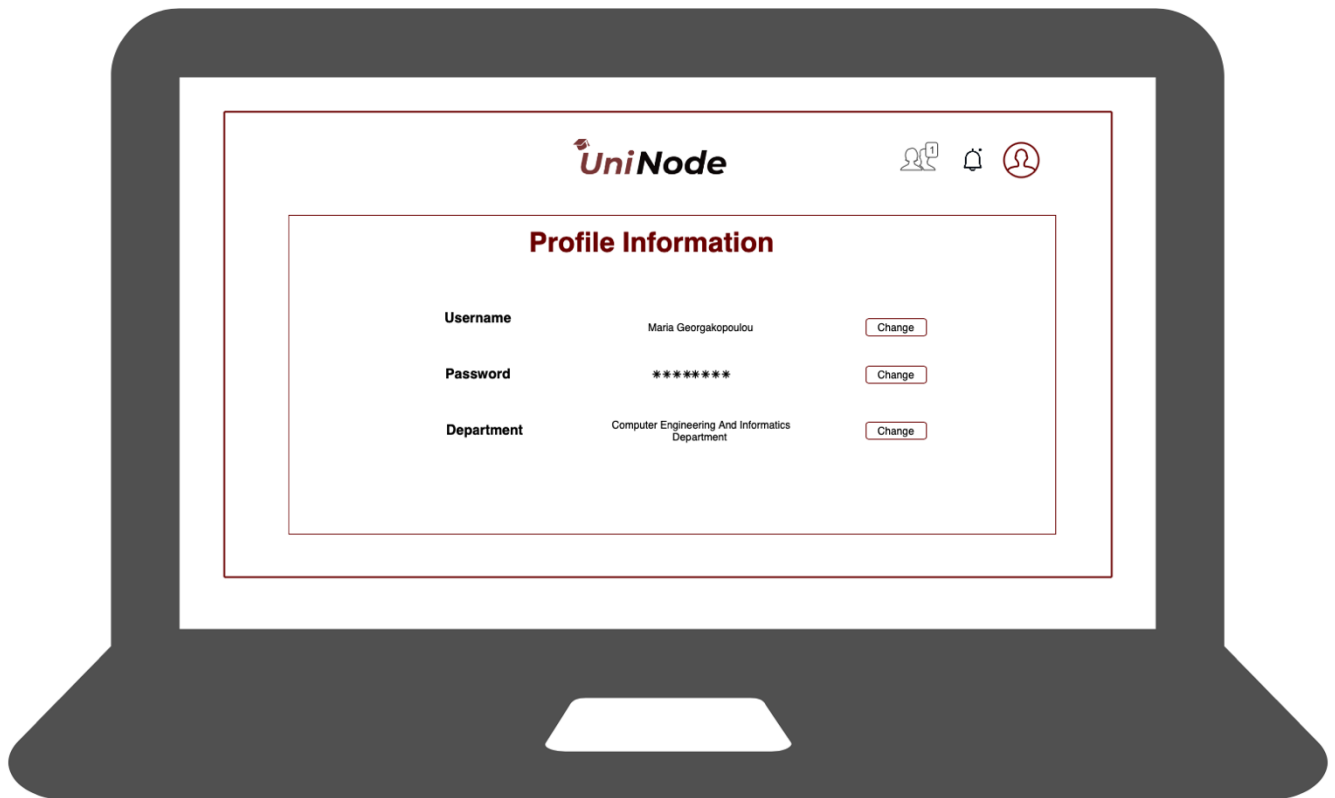 UniNode
1
Profile Information
Username
Maria Georgakopoulou
Change
Password
********
Change
Department
Computer Engineering And Informatics
Department
Change